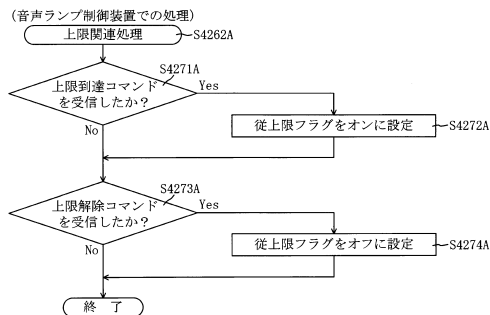 (音声ランプ制御装置での処理)
上限関連処理
S4262A
S4271A
上限到達コマンド
を受信したか?
Yes
No
従上限フラグをオンに設定
S4272A
S4273A
上限解除コマンド
を受信したか?
Yes
No
従上限フラグをオフに設定
S4274A
終 了